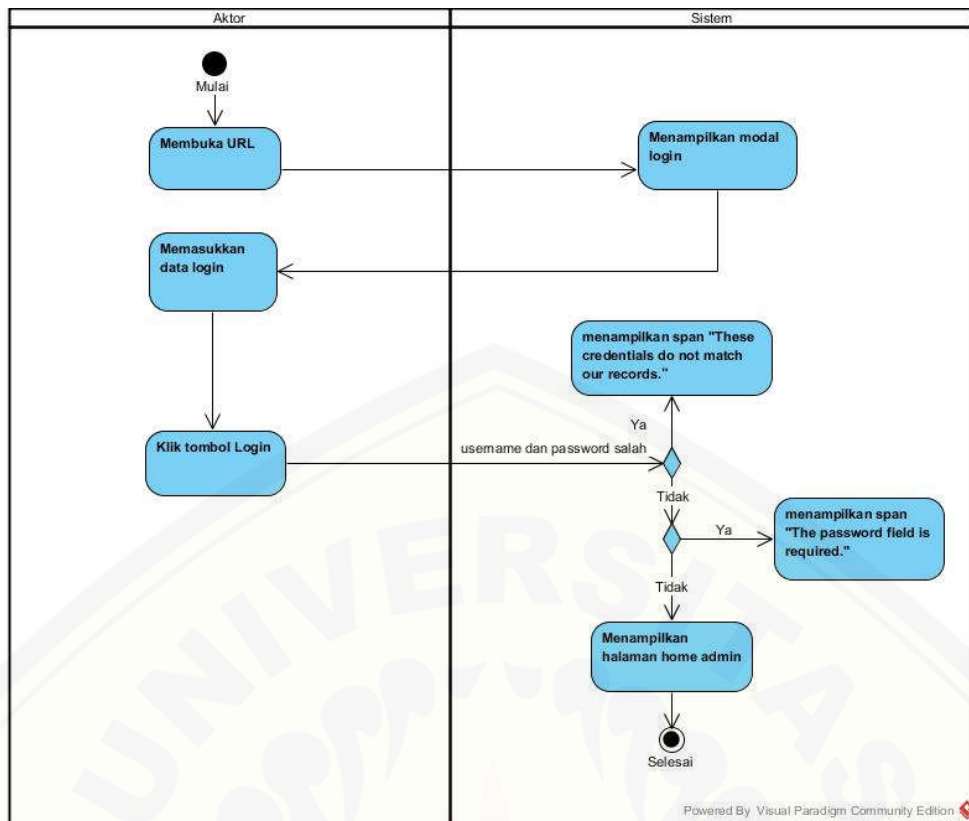 Aktor
Sistem
Mulai
Membuka URL
Menampilkan modal
login
Memasukkan
data login
menampilkan span "These
credentials do not match
our records."
Ya
Klik tombol Login
username dan password salah
Tidak
menampilkan span
"The password field is
required."
Ya
Tidak
Menampilkan
halaman home admin
Selesai
UNIVERSITAS
Powered By Visual Paradigm Community Edition